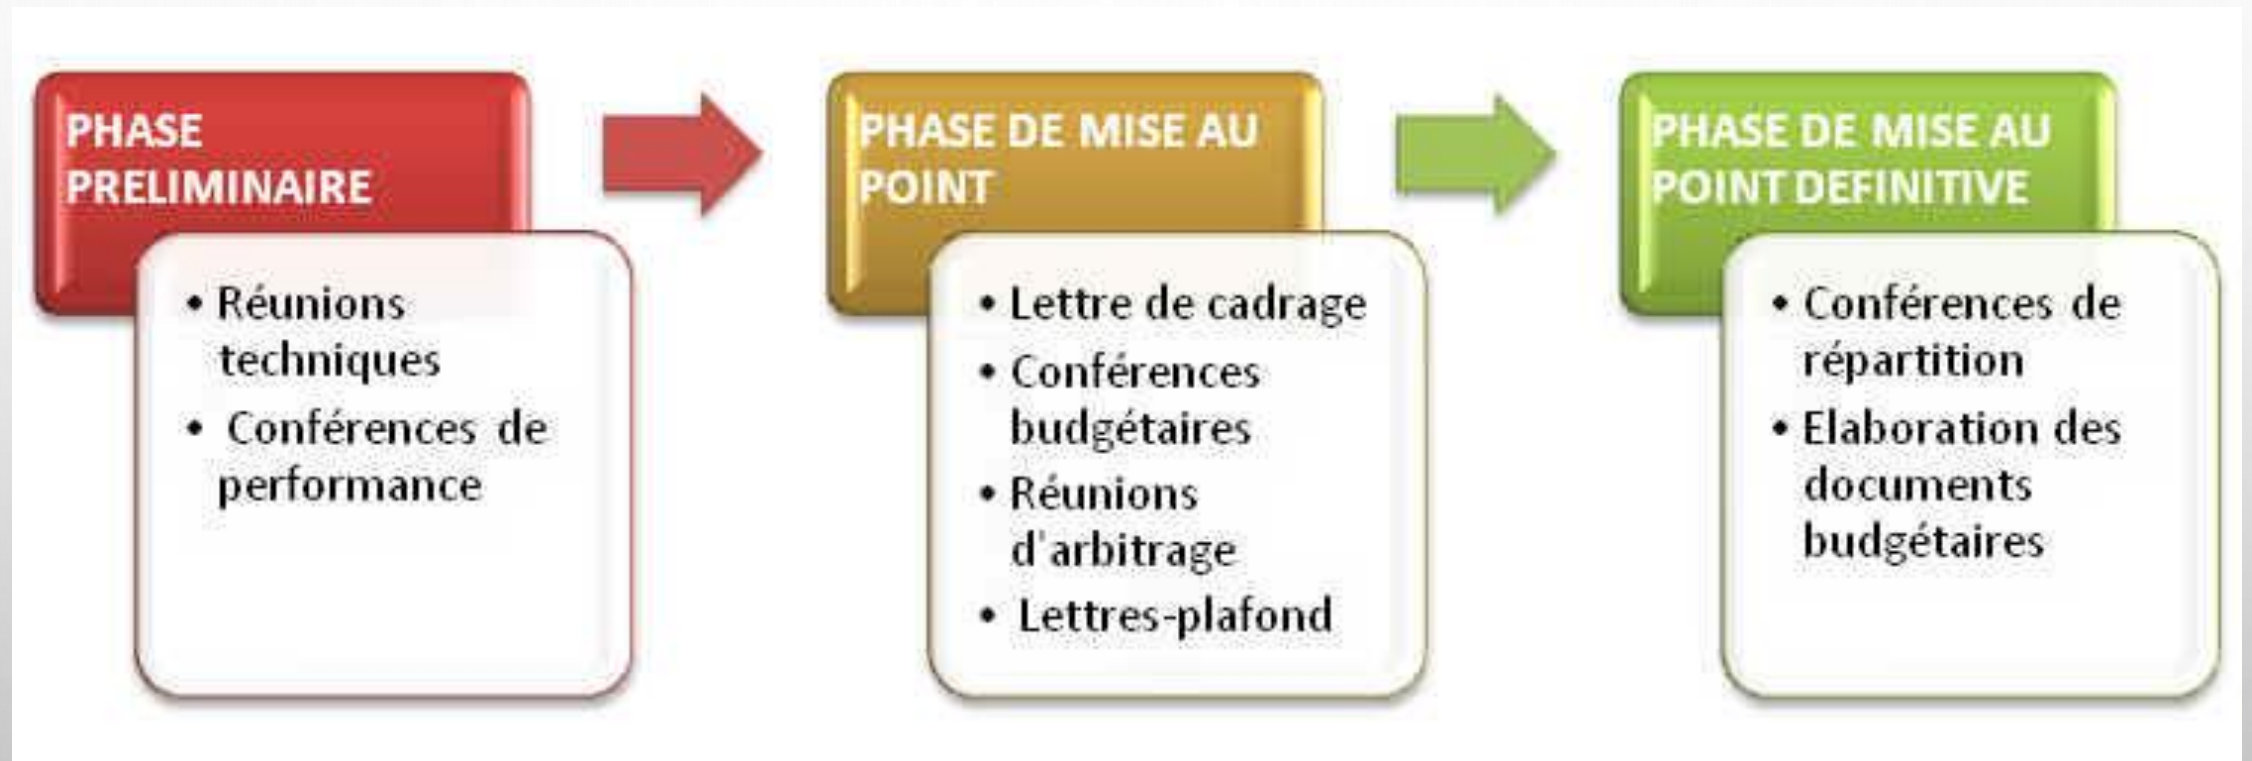 PHASE
PRELIMINAIRE
• Réunions
techniques
• Conférences de
performance
PHASE DE MISE AU
POINT
• Lettre de cadrage
• Conférences
budgétaires
• Réunions
d'arbitrage
• Lettres-plafond
PHASE DE MISE AU
POINT DEFINITIVE
• Conférences de
répartition
• Elaboration des
documents
budgétaires